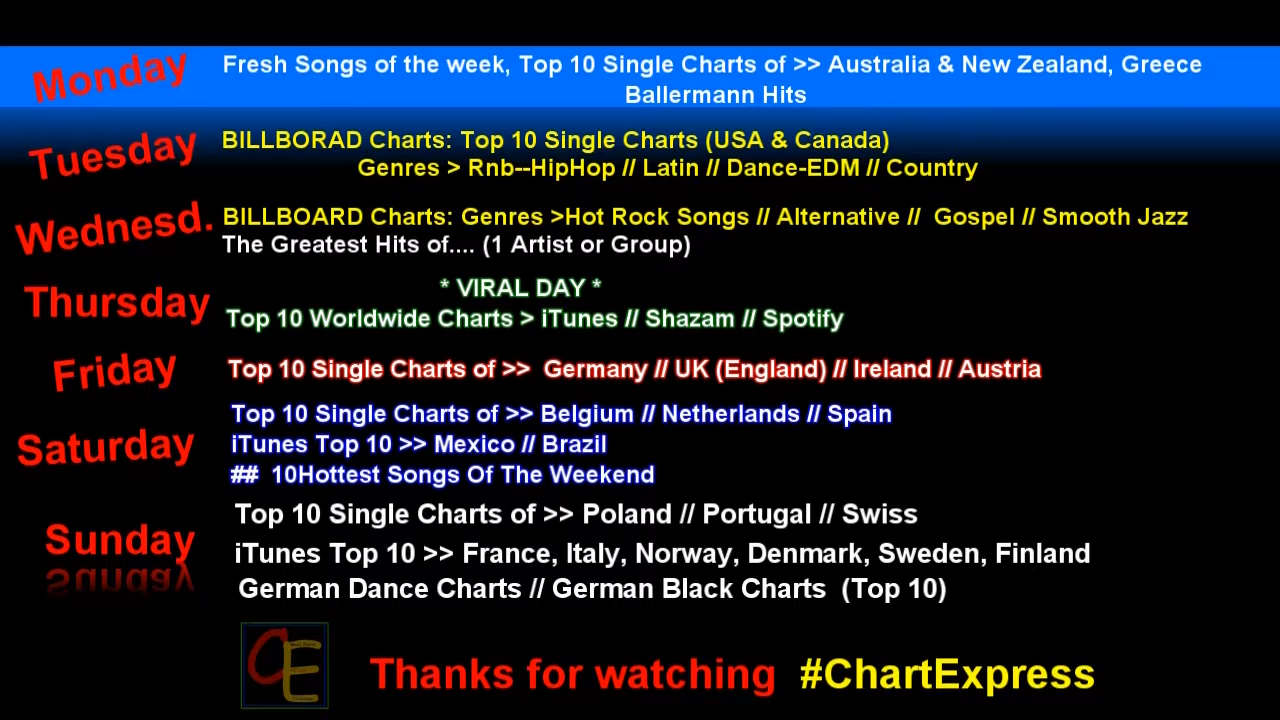 Monday
Fresh Songs of the week, Top 10 Single Charts of >> Australia & New Zealand, Greece
Ballermann Hits
Tuesday
BILLBORAD Charts: Top 10 Single Charts (USA & Canada)
Genres > Rnb--HipHop // Latin // Dance-EDM // Country
Wednesd.
BILLBOARD Charts: Genres >Hot Rock Songs // Alternative // Gospel // Smooth Jazz
The Greatest Hits of.... (1 Artist or Group)
Thursday
* VIRAL DAY *
Top 10 Worldwide Charts > iTunes // Shazam // Spotify
Friday
Top 10 Single Charts of >> Germany // UK (England) // Ireland // Austria
Saturday
Top 10 Single Charts of >> Belgium // Netherlands // Spain
iTunes Top 10 >> Mexico // Brazil
## 10Hottest Songs Of The Weekend
Sunday
Top 10 Single Charts of >> Poland // Portugal // Swiss
iTunes Top 10 >> France, Italy, Norway, Denmark, Sweden, Finland
German Dance Charts // German Black Charts (Top 10)
CE
Thanks for watching #ChartExpress